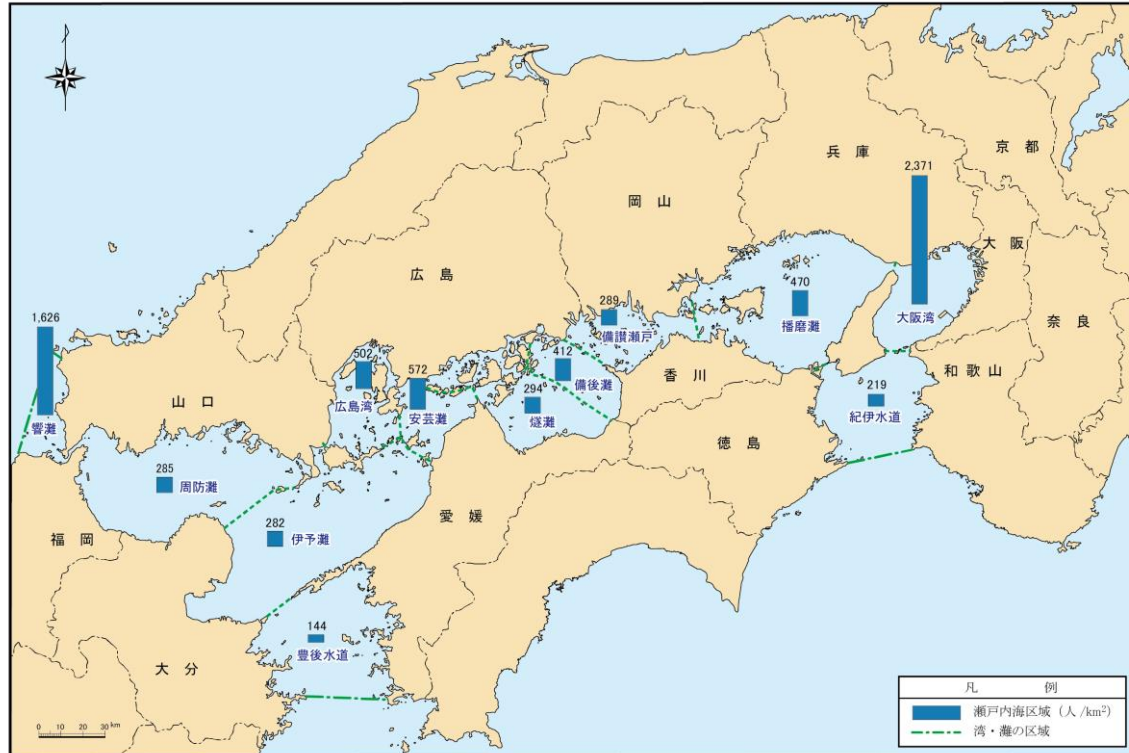 兵 庫
京 都
2,371
岡 山
大 阪
広 島
470
289
播磨灘
大阪湾
奈 良
1,626
備讃瀬戸
412
502
572
香 川
備後灘
和 歌 山
294
山 口
広島湾
安芸灘
燧灘
219
響灘
紀伊水道
徳 島
285
周防灘
愛 媛
282
伊予灘
福 岡
144
豊後水道
大 分
凡 例
瀬戸内海区域 (人 /km²)
湾・灘の区域
0 10 20 30 km